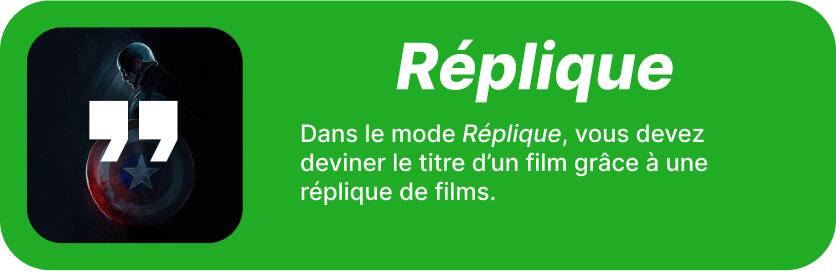 Réplique
Dans le mode Réplique, vous devez
deviner le titre d’un film grâce à une
réplique de films.